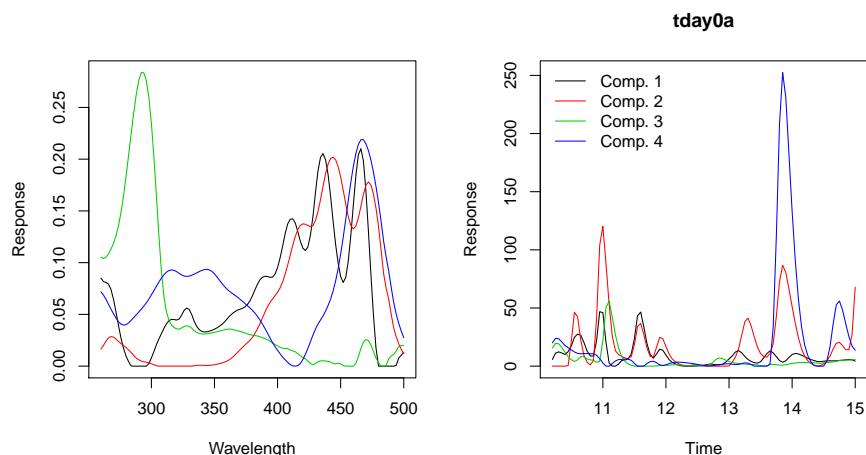 tday0a
Response
0.00 0.05 0.10 0.15 0.20 0.25
300 350 400 450 500
Wavelength
Response
0 50 100 150 200 250
Comp. 1
Comp. 2
Comp. 3
Comp. 4
11 12 13 14 15
Time